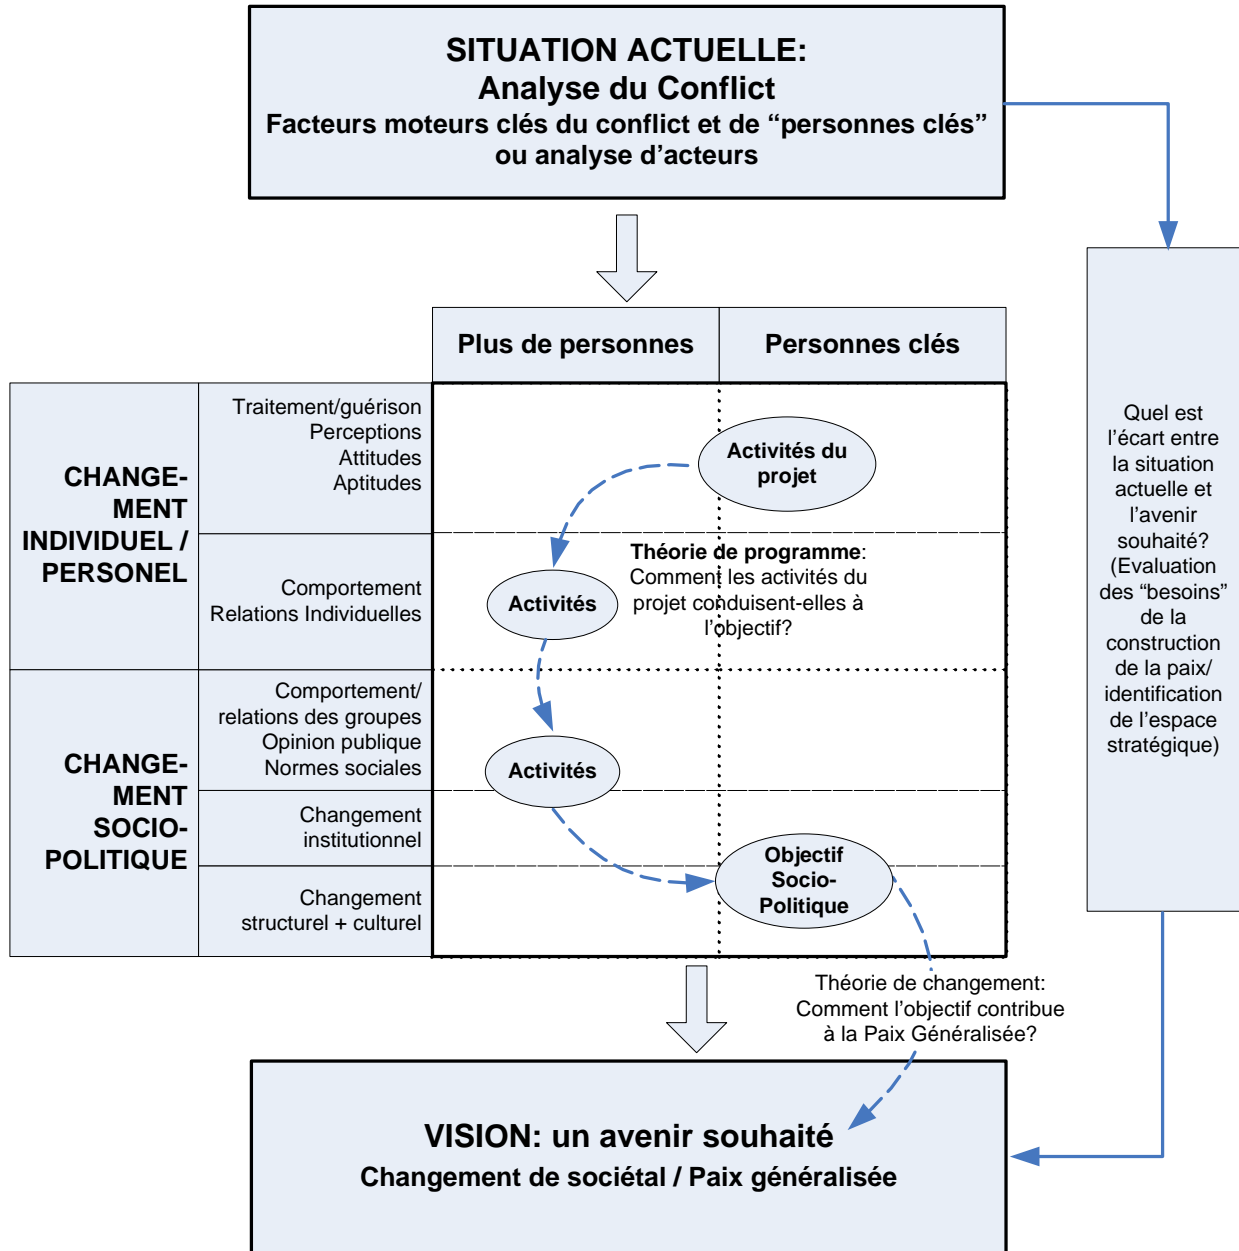 SITUATION ACTUELLE:
Analyse du Conflict
Facteurs moteurs clés du conflict et de “personnes clés”
ou analyse d’acteurs
Plus de personnes
Personnes clés
CHANGE-
MENT
INDIVIDUEL /
PERSONEL
Traitement/guérison
Perceptions
Attitudes
Aptitudes
Comportement
Relations Individuelles
Activités du
projet
Théorie de programme:
Comment les activités du
projet conduisent-elles à
l’objectif?
Activités
CHANGE-
MENT
SOCIO-
POLITIQUE
Comportement/
relations des groupes
Opinion publique
Normes sociales
Changement
institutionnel
Changement
structurel + culturel
Activités
Objectif
Socio-
Politique
Quel est
l’écart entre
la situation
actuelle et
l’avenir
souhaité?
(Evaluation
des “besoins”
de la
construction
de la paix/
identification
de l’espace
stratégique)
Théorie de changement:
Comment l’objectif contribue
à la Paix Généralisée?
VISION: un avenir souhaité
Changement de sociétal / Paix généralisée